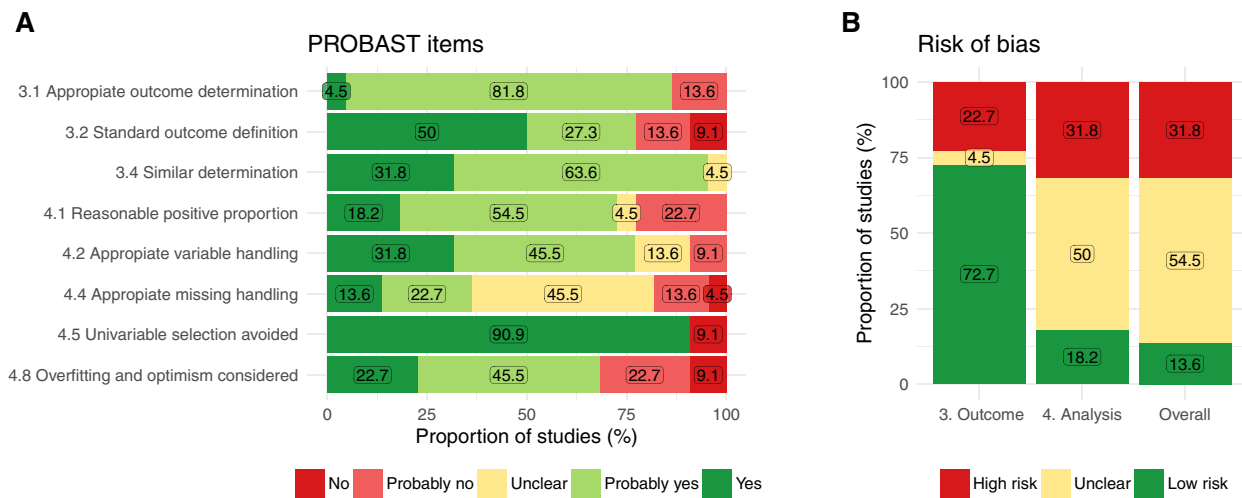 A
PROBAST items
3.1 Appropiate outcome determination
4.5
81.8
13.6
3.2 Standard outcome definition
50
27.3
13.6
9.1
3.4 Similar determination
31.8
63.6
4.5
4.1 Reasonable positive proportion
18.2
54.5
4.5
22.7
4.2 Appropiate variable handling
31.8
45.5
13.6
9.1
4.4 Appropiate missing handling
13.6
22.7
45.5
13.6
4.5
4.5 Univariable selection avoided
90.9
9.1
4.8 Overfitting and optimism considered
22.7
45.5
22.7
9.1
0
25
50
75
100
Proportion of studies (%)
No
Probably no
Unclear
Probably yes
Yes
B
Risk of bias
Proportion of studies (%)
100
75
50
25
0
22.7
4.5
72.7
31.8
50
18.2
31.8
54.5
13.6
3. Outcome
4. Analysis
Overall
High risk
Unclear
Low risk